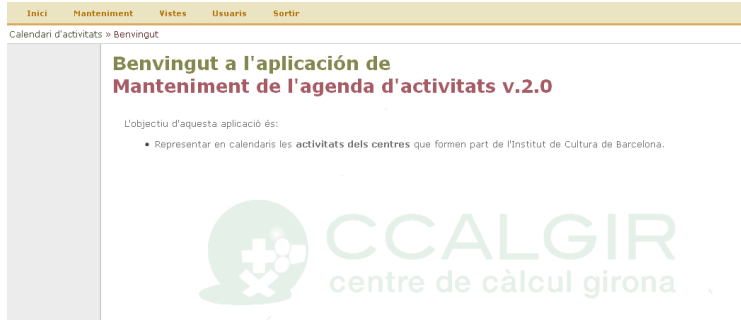 Inici Manteniment Vistes Usuaris Sortir
Calendari d'activitats » Benvingut
Benvingut a l'aplicación de
Manteniment de l'agenda d'activitats v.2.0
L'objectiu d'aquesta aplicació és:
• Representar en calendaris les activitats dels centres que formen part de l'Institut de Cultura de Barcelona.
CCALGIR
centre de càlcul girona